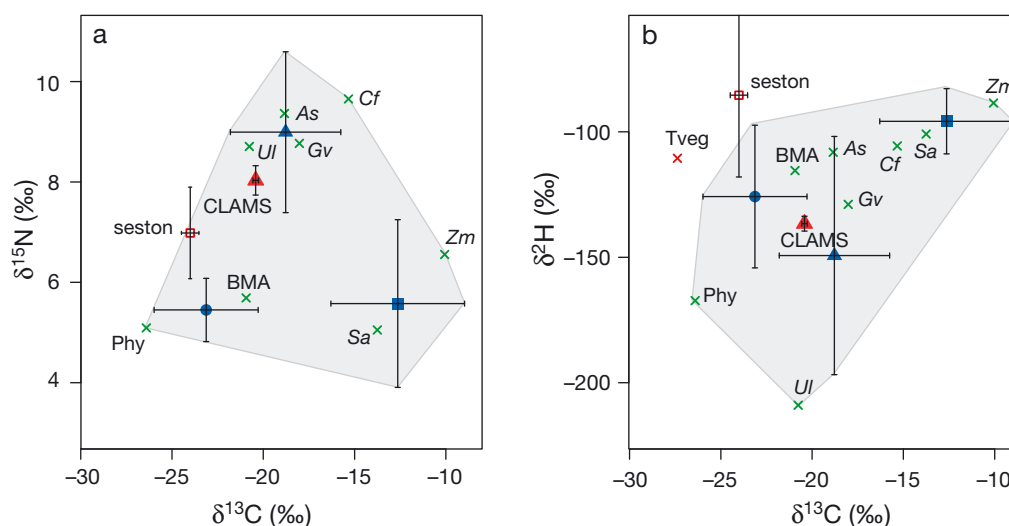 a
10
8
6
4
δ15N (‰)
As
Cf
Ul
Gv
CLAMS
seston
BMA
Zm
Phy
Sa
−30
−25
−20
−15
−10
δ13C (‰)
b
−100
−150
−200
δ2H (‰)
seston
Zm
Tveg
BMA
As
Cf
Sa
Gv
CLAMS
Phy
Ul
−30
−25
−20
−15
−10
δ13C (‰)